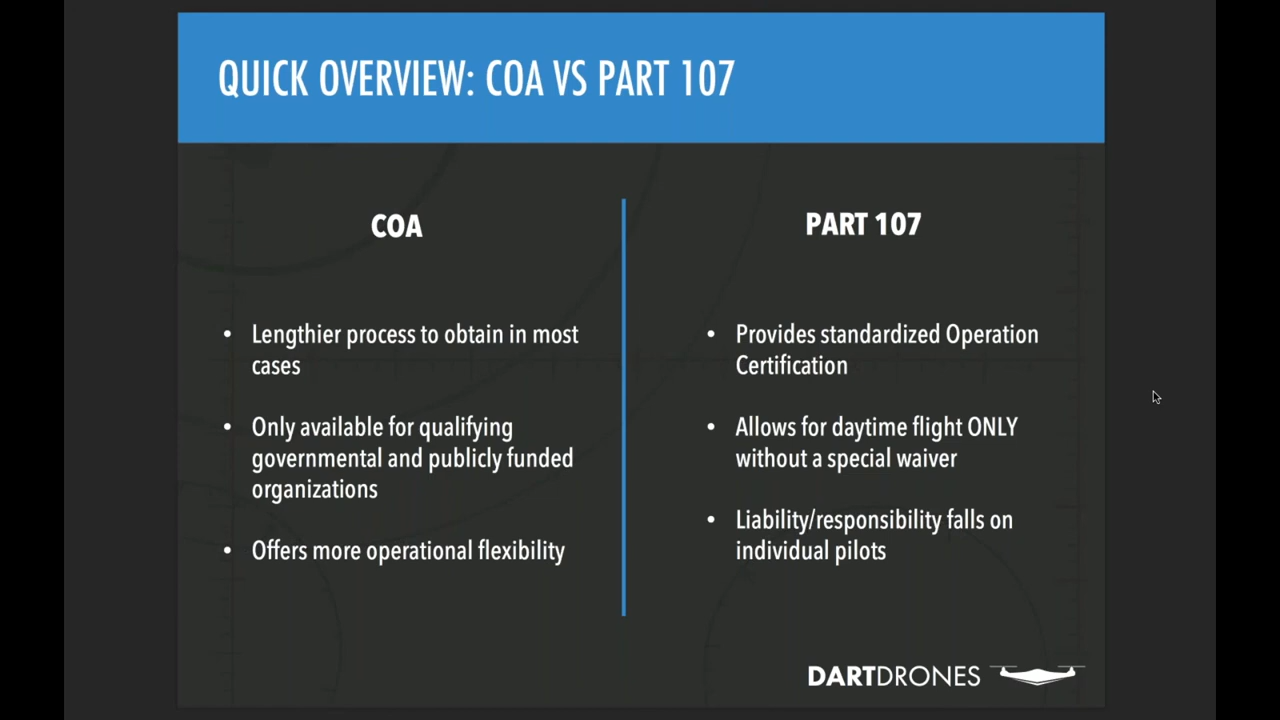 QUICK OVERVIEW: COA VS PART 107
COA
• Lengthier process to obtain in most
cases
• Only available for qualifying
governmental and publicly funded
organizations
• Offers more operational flexibility
PART 107
• Provides standardized Operation
Certification
• Allows for daytime flight ONLY
without a special waiver
• Liability/responsibility falls on
individual pilots
DARTDRONES